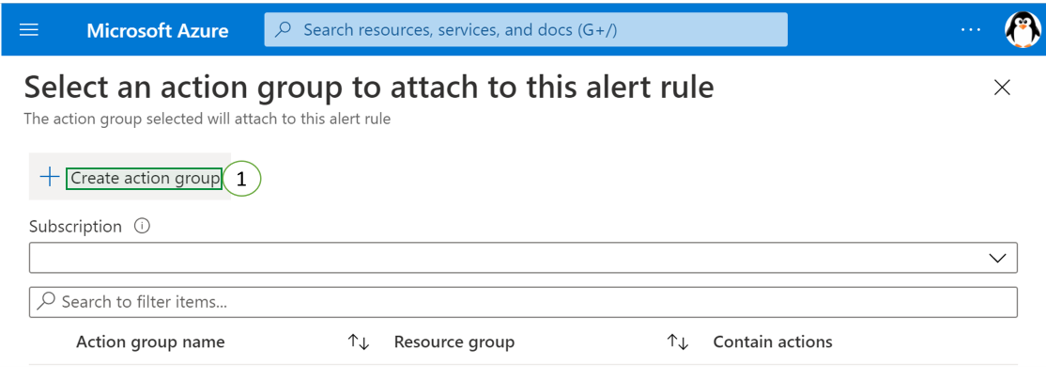 Microsoft Azure Search resources, services, and docs (G+/) ...
Select an action group to attach to this alert rule
The action group selected will attach to this alert rule
+ Create action group 1
Subscription
Search to filter items...
Action group name Resource group Contain actions